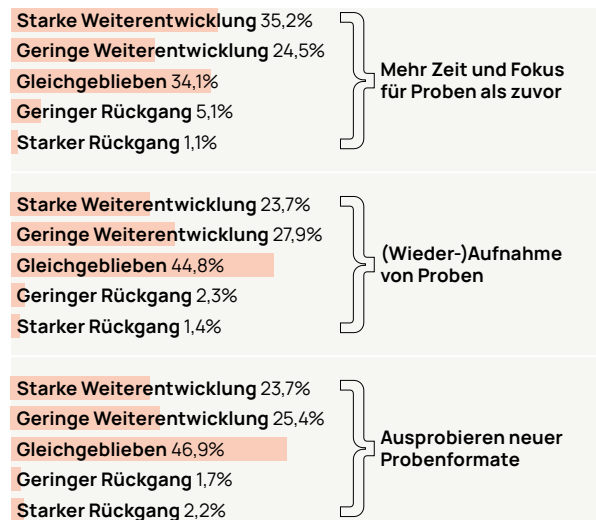 Starke Weiterentwicklung 35,2%
Geringe Weiterentwicklung 24,5%
Gleichgeblieben 34,1%
Geringer Rückgang 5,1%
Starker Rückgang 1,1%
Mehr Zeit und Fokus
für Proben als zuvor
Starke Weiterentwicklung 23,7%
Geringe Weiterentwicklung 27,9%
Gleichgeblieben 44,8%
Geringer Rückgang 2,3%
Starker Rückgang 1,4%
(Wieder-)Aufnahme
von Proben
Starke Weiterentwicklung 23,7%
Geringe Weiterentwicklung 25,4%
Gleichgeblieben 46,9%
Geringer Rückgang 1,7%
Starker Rückgang 2,2%
Ausprobieren neuer
Probenformate